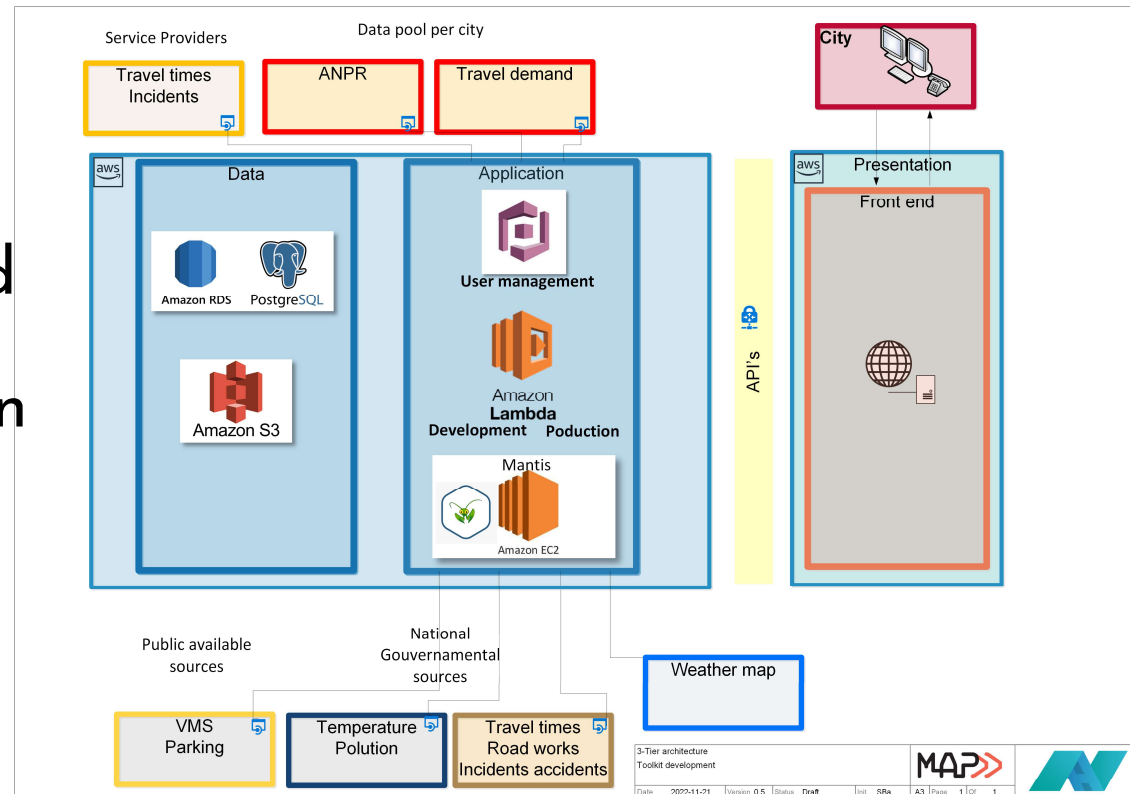 Service Providers
Data pool per city
Travel times
Incidents
ANPR
Travel demand
City
aws
Data
Application
aws
Presentation
Front end
d
n
Amazon RDS
PostgreSQL
Amazon S3
User management
Amazon
Lambda
Development Poduction
Mantis
Amazon EC2
API's
Public available
sources
National
Gouvernamental
sources
Weather map
VMS
Parking
Temperature
Polution
Travel times
Road works
Incidents accidents
3-Tier architecture
Toolkit development
MAP
Date 2022-11-21 Version 0.5 Status Draft Init SBa A3 Page 1 Of 1